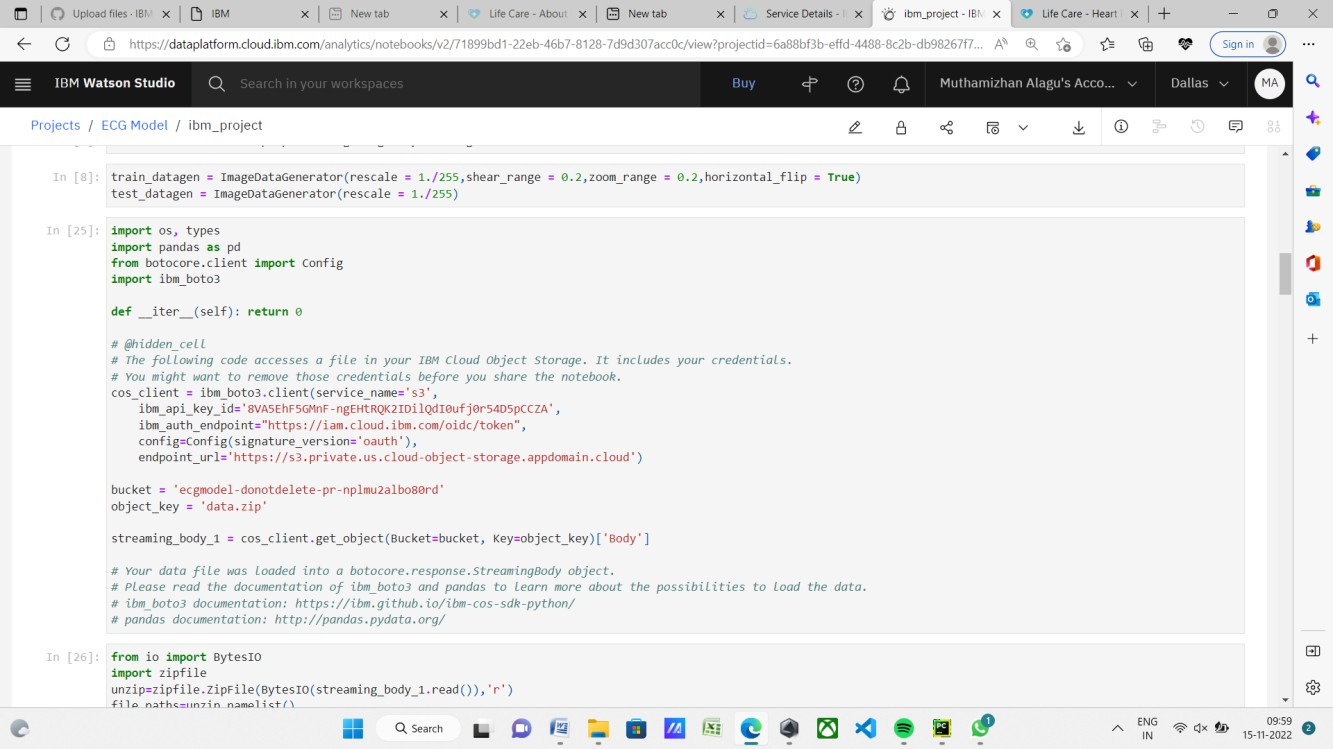 Upload files · IBM
IBM
New tab
Life Care - About
New tab
Service Details - I
ibm_project - IBM
Life Care - Heart
https://dataplatform.cloud.ibm.com/analytics/notebooks/v2/71899bd1-22eb-46b7-8128-7d9d307acc0c/view?projectid=6a88bf3b-effd-4488-8c2b-db98267f7...
Sign in
IBM Watson Studio
Search in your workspaces
Buy
Muthamizhan Alagu's Acco...
Dallas
MA
Projects / ECG Model / ibm_project
In [8]:
train_datagen = ImageDataGenerator(rescale = 1./255,shear_range = 0.2,zoom_range = 0.2,horizontal_flip = True)
test_datagen = ImageDataGenerator(rescale = 1./255)
In [25]:
import os, types
import pandas as pd
from botocore.client import Config
import ibm_boto3
def __iter__(self): return 0
# @hidden_cell
# The following code accesses a file in your IBM Cloud Object Storage. It includes your credentials.
# You might want to remove those credentials before you share the notebook.
cos_client = ibm_boto3.client(service_name='s3',
ibm_api_key_id='8VA5EhF5GMnF-ngEHtRQK2IDilQdI0ufj0r54D5pCCZA',
ibm_auth_endpoint="https://iam.cloud.ibm.com/oidc/token",
config=Config(signature_version='oauth'),
endpoint_url='https://s3.private.us.cloud-object-storage.appdomain.cloud')
bucket = 'ecgmodel-donotdelete-pr-nplmu2albo80rd'
object_key = 'data.zip'
streaming_body_1 = cos_client.get_object(Bucket=bucket, Key=object_key)['Body']
# Your data file was loaded into a botocore.response.StreamingBody object.
# Please read the documentation of ibm_boto3 and pandas to learn more about the possibilities to load the data.
# ibm_boto3 documentation: https://ibm.github.io/ibm-cos-sdk-python/
# pandas documentation: http://pandas.pydata.org/
In [26]:
from io import BytesIO
import zipfile
unzip=zipfile.ZipFile(BytesIO(streaming_body_1.read()),'r')
file_paths=unzip.namelist()
Search
1
ENG
IN
09:59
15-11-2022
2